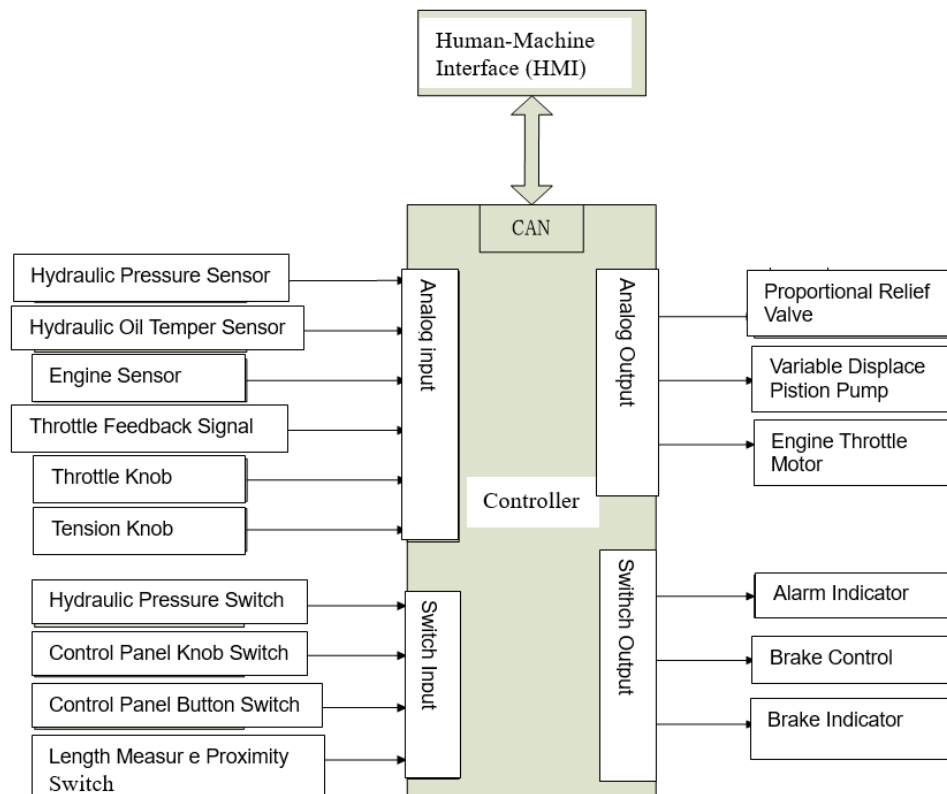 Human-Machine
Interface (HMI)
CAN
Hydraulic Pressure Sensor
Hydraulic Oil Temper Sensor
Engine Sensor
Throttle Feedback Signal
Throttle Knob
Tension Knob
Analog input
Hydraulic Pressure Switch
Control Panel Knob Switch
Control Panel Button Switch
Length Measur e Proximity
Switch
Switch Input
Controller
Analog Output
Proportional Relief
Valve
Variable Displace
Pistion Pump
Engine Throttle
Motor
Swithch Output
Alarm Indicator
Brake Control
Brake Indicator